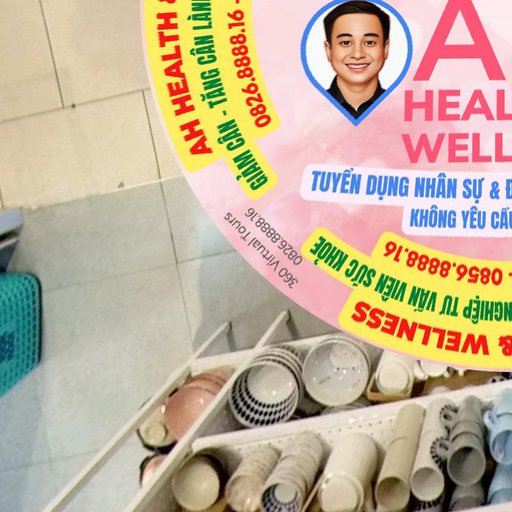 AH HEALTH &
GIẢM CÂN - TĂNG CÂN LÀNH
0826.8888.16 -
A
HEAL
WELL
TUYỂN DỤNG NHÂN SỰ & Đ
KHÔNG YÊU CẦU
360 Virtual Tours
0826.8888.16
- 0856.8888.16
NGHIỆP TƯ VẤN VIÊN SỨC KHỎE
& WELLNESS